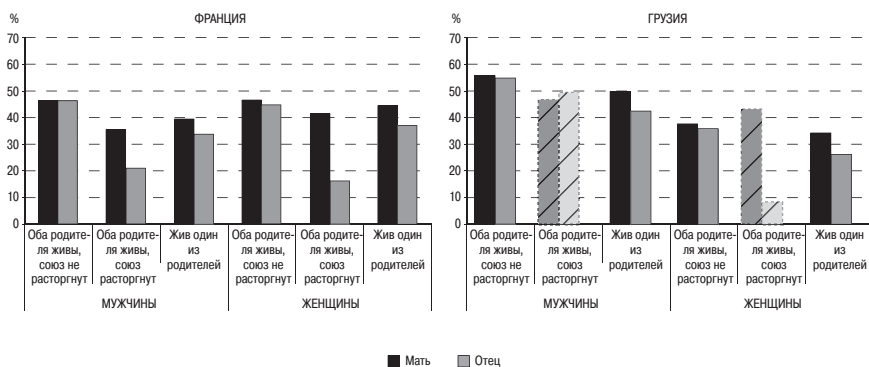 % ФРАНЦИЯ
70
60
50
40
30
20
10
0
Оба родите-
ля живы,
союз не
расторгнут
Оба родите-
ля живы,
союз
расторгнут
Жив один
из
родителей
Оба родите-
ля живы,
союз не
расторгнут
Оба родите-
ля живы,
союз
расторгнут
Жив один
из
родителей
МУЖЧИНЫ ЖЕНЩИНЫ
% ГРУЗИЯ
70
60
50
40
30
20
10
0
Оба родите-
ля живы,
союз не
расторгнут
Оба родите-
ля живы,
союз
расторгнут
Жив один
из
родителей
Оба родите-
ля живы,
союз не
расторгнут
Оба родите-
ля живы,
союз
расторгнут
Жив один
из
родителей
МУЖЧИНЫ ЖЕНЩИНЫ
Мать Отец